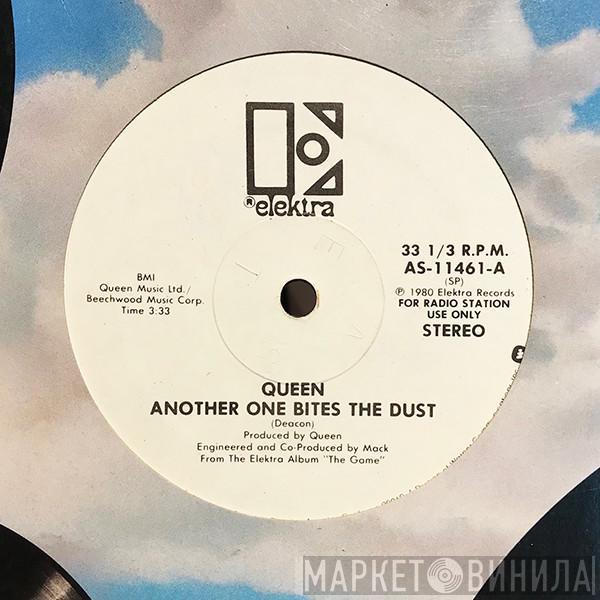 ® elektra
33 1/3 R.P.M.
AS-11461-A
(SP)
℗ 1980 Elektra Records
FOR RADIO STATION
USE ONLY
STEREO
BMI
Queen Music Ltd./
Beechwood Music Corp.
Time 3:33
QUEEN
ANOTHER ONE BITES THE DUST
(Deacon)
Produced by Queen
Engineered and Co-Produced by Mack
From The Elektra Album "The Game"
МАРКЕТ ВИНИЛА